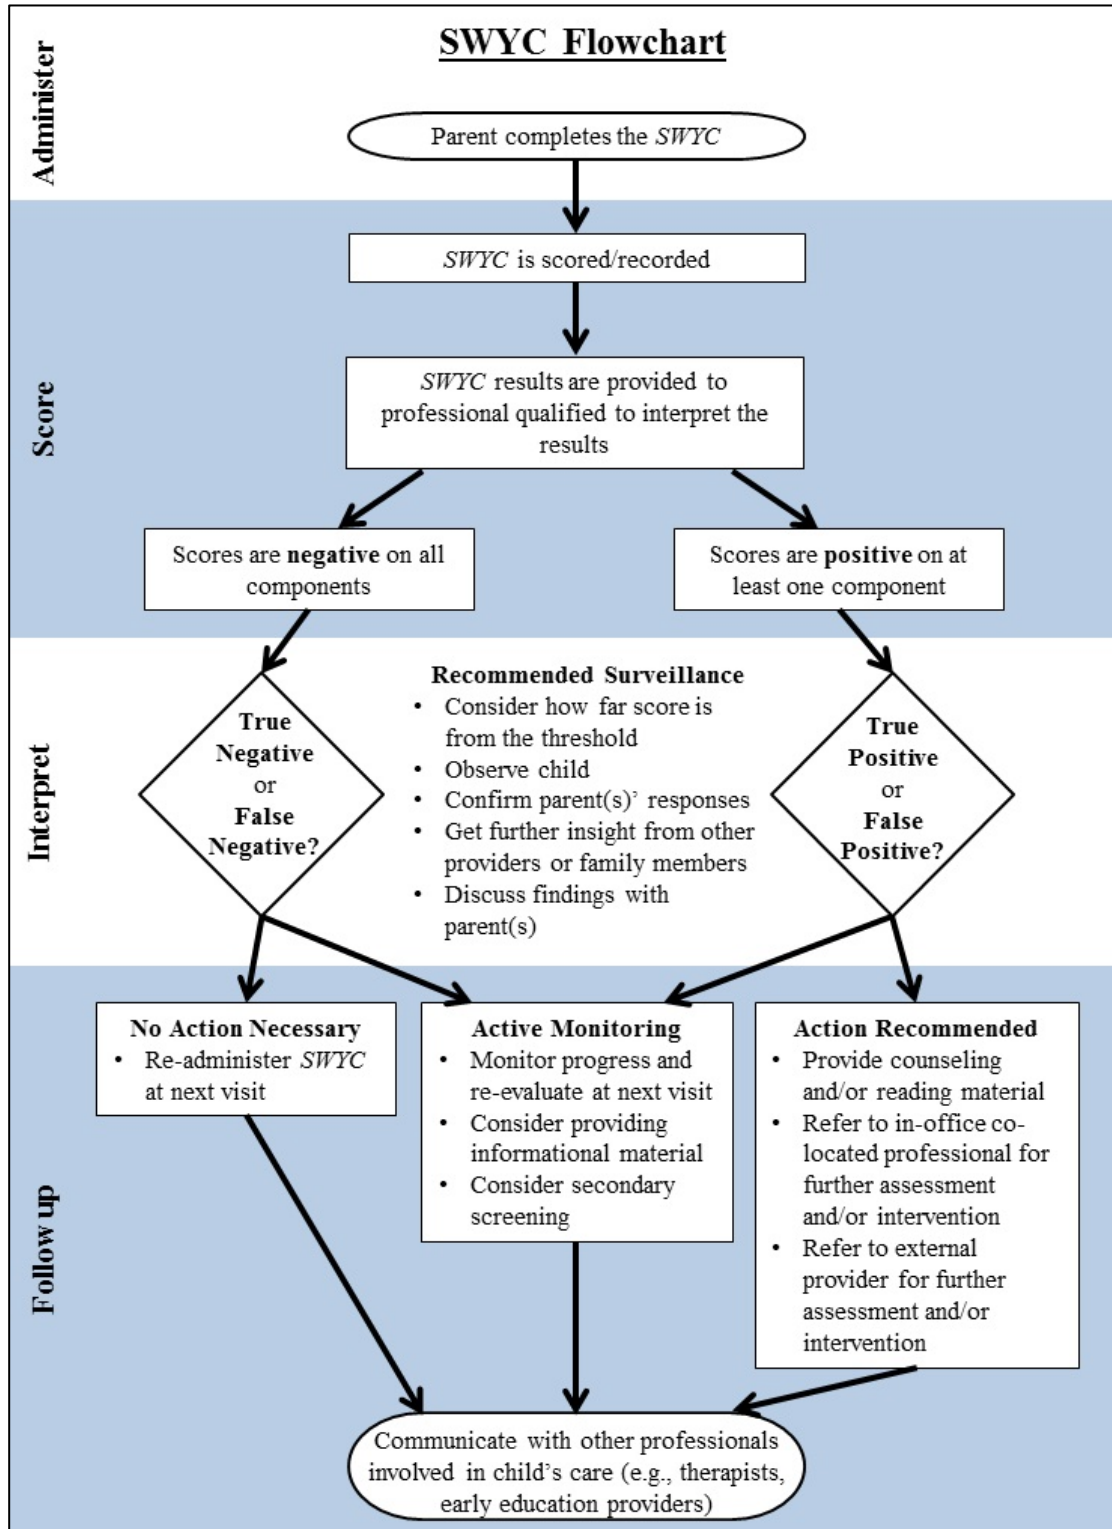 SWYC Flowchart
Administer
Parent completes the SWYC
Score
SWYC is scored/recorded
SWYC results are provided to
professional qualified to interpret the
results
Scores are negative on all
components
Scores are positive on at
least one component
Interpret
True
Negative
or
False
Negative?
Recommended Surveillance
• Consider how far score is
from the threshold
• Observe child
• Confirm parent(s)’ responses
• Get further insight from other
providers or family members
• Discuss findings with
parent(s)
True
Positive
or
False
Positive?
Follow up
No Action Necessary
• Re-administer SWYC
at next visit
Active Monitoring
• Monitor progress and
re-evaluate at next visit
• Consider providing
informational material
• Consider secondary
screening
Action Recommended
• Provide counseling
and/or reading material
• Refer to in-office co-
located professional for
further assessment
and/or intervention
• Refer to external
provider for further
assessment and/or
intervention
Communicate with other professionals
involved in child’s care (e.g., therapists,
early education providers)